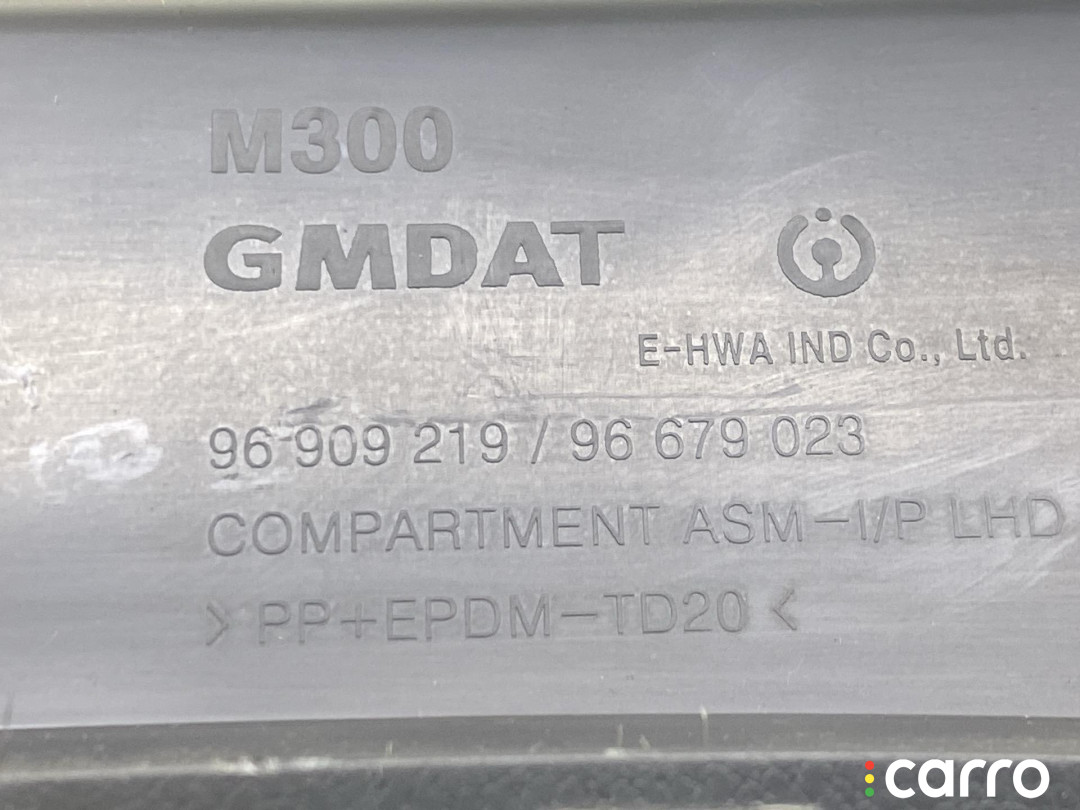 M300
GMDAT
E-HWA IND Co., Ltd.
96 909 219 / 96 679 023
COMPARTMENT ASM-I/P LHD
>PP+EPDM-TD20<
carro